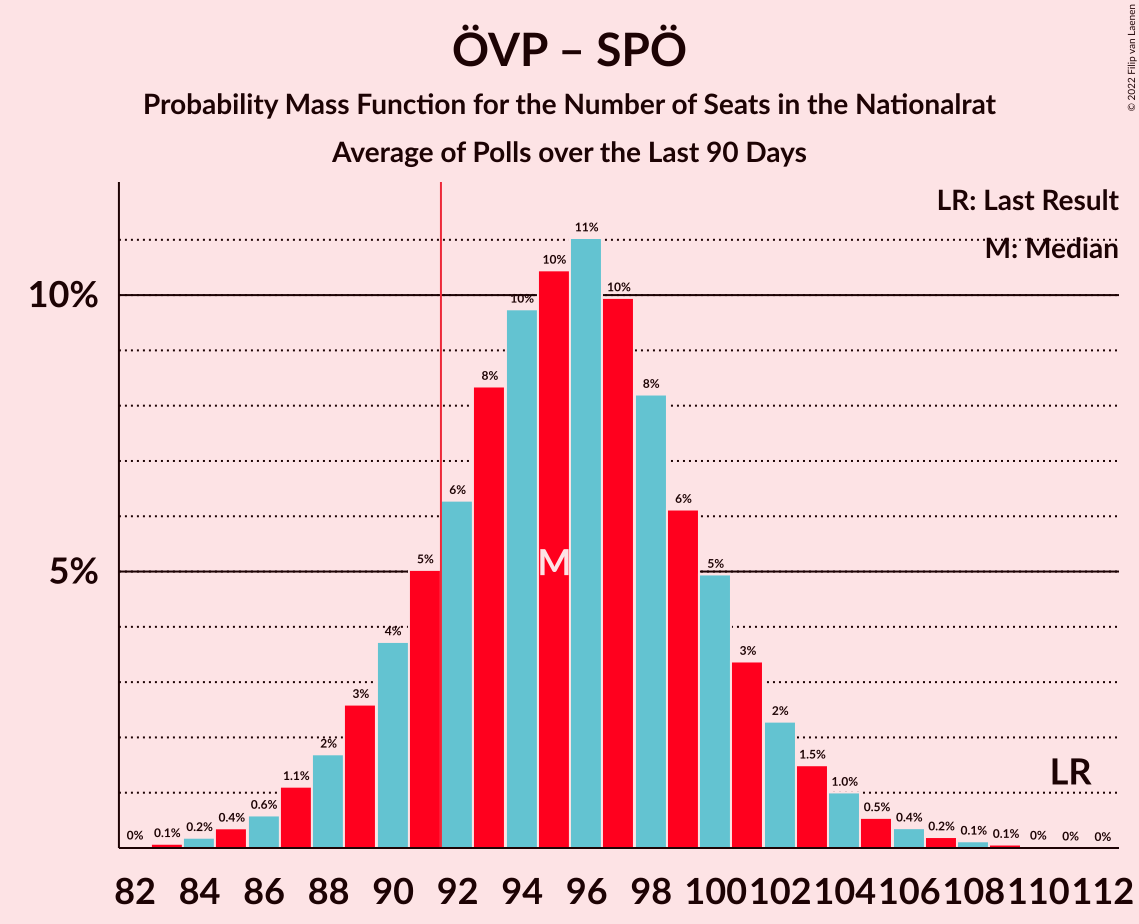 ÖVP – SPÖ
Probability Mass Function for the Number of Seats in the Nationalrat
Average of Polls over the Last 90 Days
© 2022 Filip van Laenen
LR: Last Result
M: Median
10%
5%
0% 0.1% 0.2% 0.4% 0.6% 1.1% 2% 3% 4% 5% 6% 8% 10% 10% 11% 10% 8% 6% 5% 3% 2% 1.5% 1.0% 0.5% 0.4% 0.2% 0.1% 0.1% 0% 0% 0%
M
LR
82 84 86 88 90 92 94 96 98 100 102 104 106 108 110 112